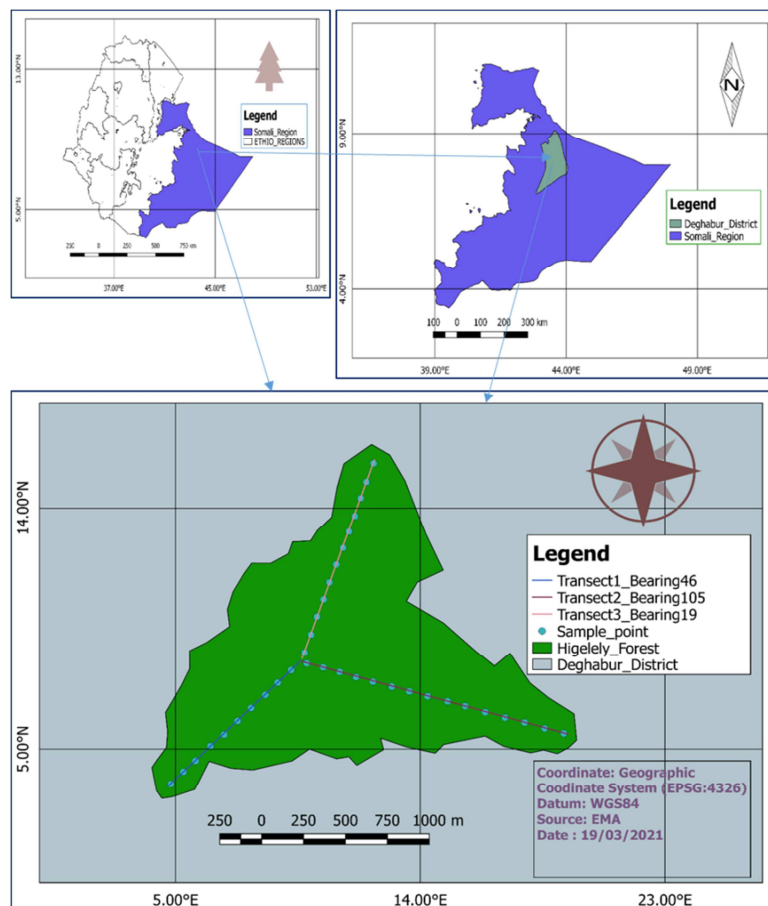 13.00°N
5.00°N
Legend
Somali_Region
ETHIO_REGIONS
250 0 250 500 750 km
37.00°E 45.00°E 53.00°E
N
9.00°N
4.00°N
Legend
Deghabur_District
Somali_Region
100 0 100 200 300 km
39.00°E 44.00°E 49.00°E
14.00°N
5.00°N
Legend
Transect1_Bearing46
Transect2_Bearing105
Transect3_Bearing19
Sample_point
Higelely_Forest
Deghabur_District
Coordinate: Geographic
Coodinate System (EPSG:4326)
Datum: WGS84
Source: EMA
Date : 19/03/2021
250 0 250 500 750 1000 m
5.00°E 14.00°E 23.00°E